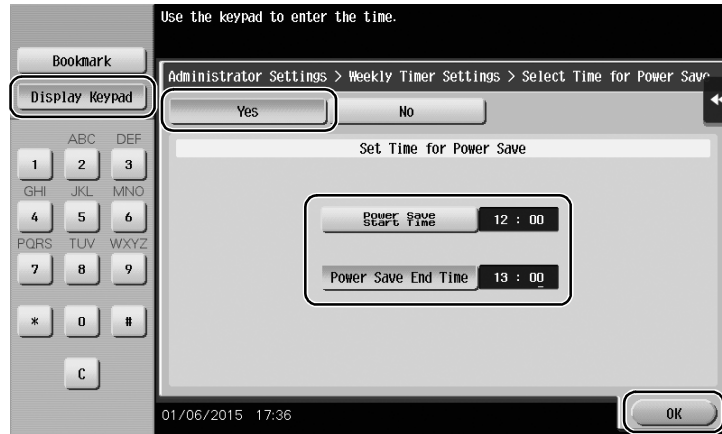 Use the keypad to enter the time.
Bookmark
Display Keypad
ABC DEF
1 2 3
GHI JKL MNO
4 5 6
PQRS TUV WXYZ
7 8 9
* 0 #
C
Administrator Settings > Weekly Timer Settings > Select Time for Power Save
Yes No
Set Time for Power Save
Power Save
Start Time
12 : 00
Power Save End Time 13 : 00
01/06/2015 17:36
OK